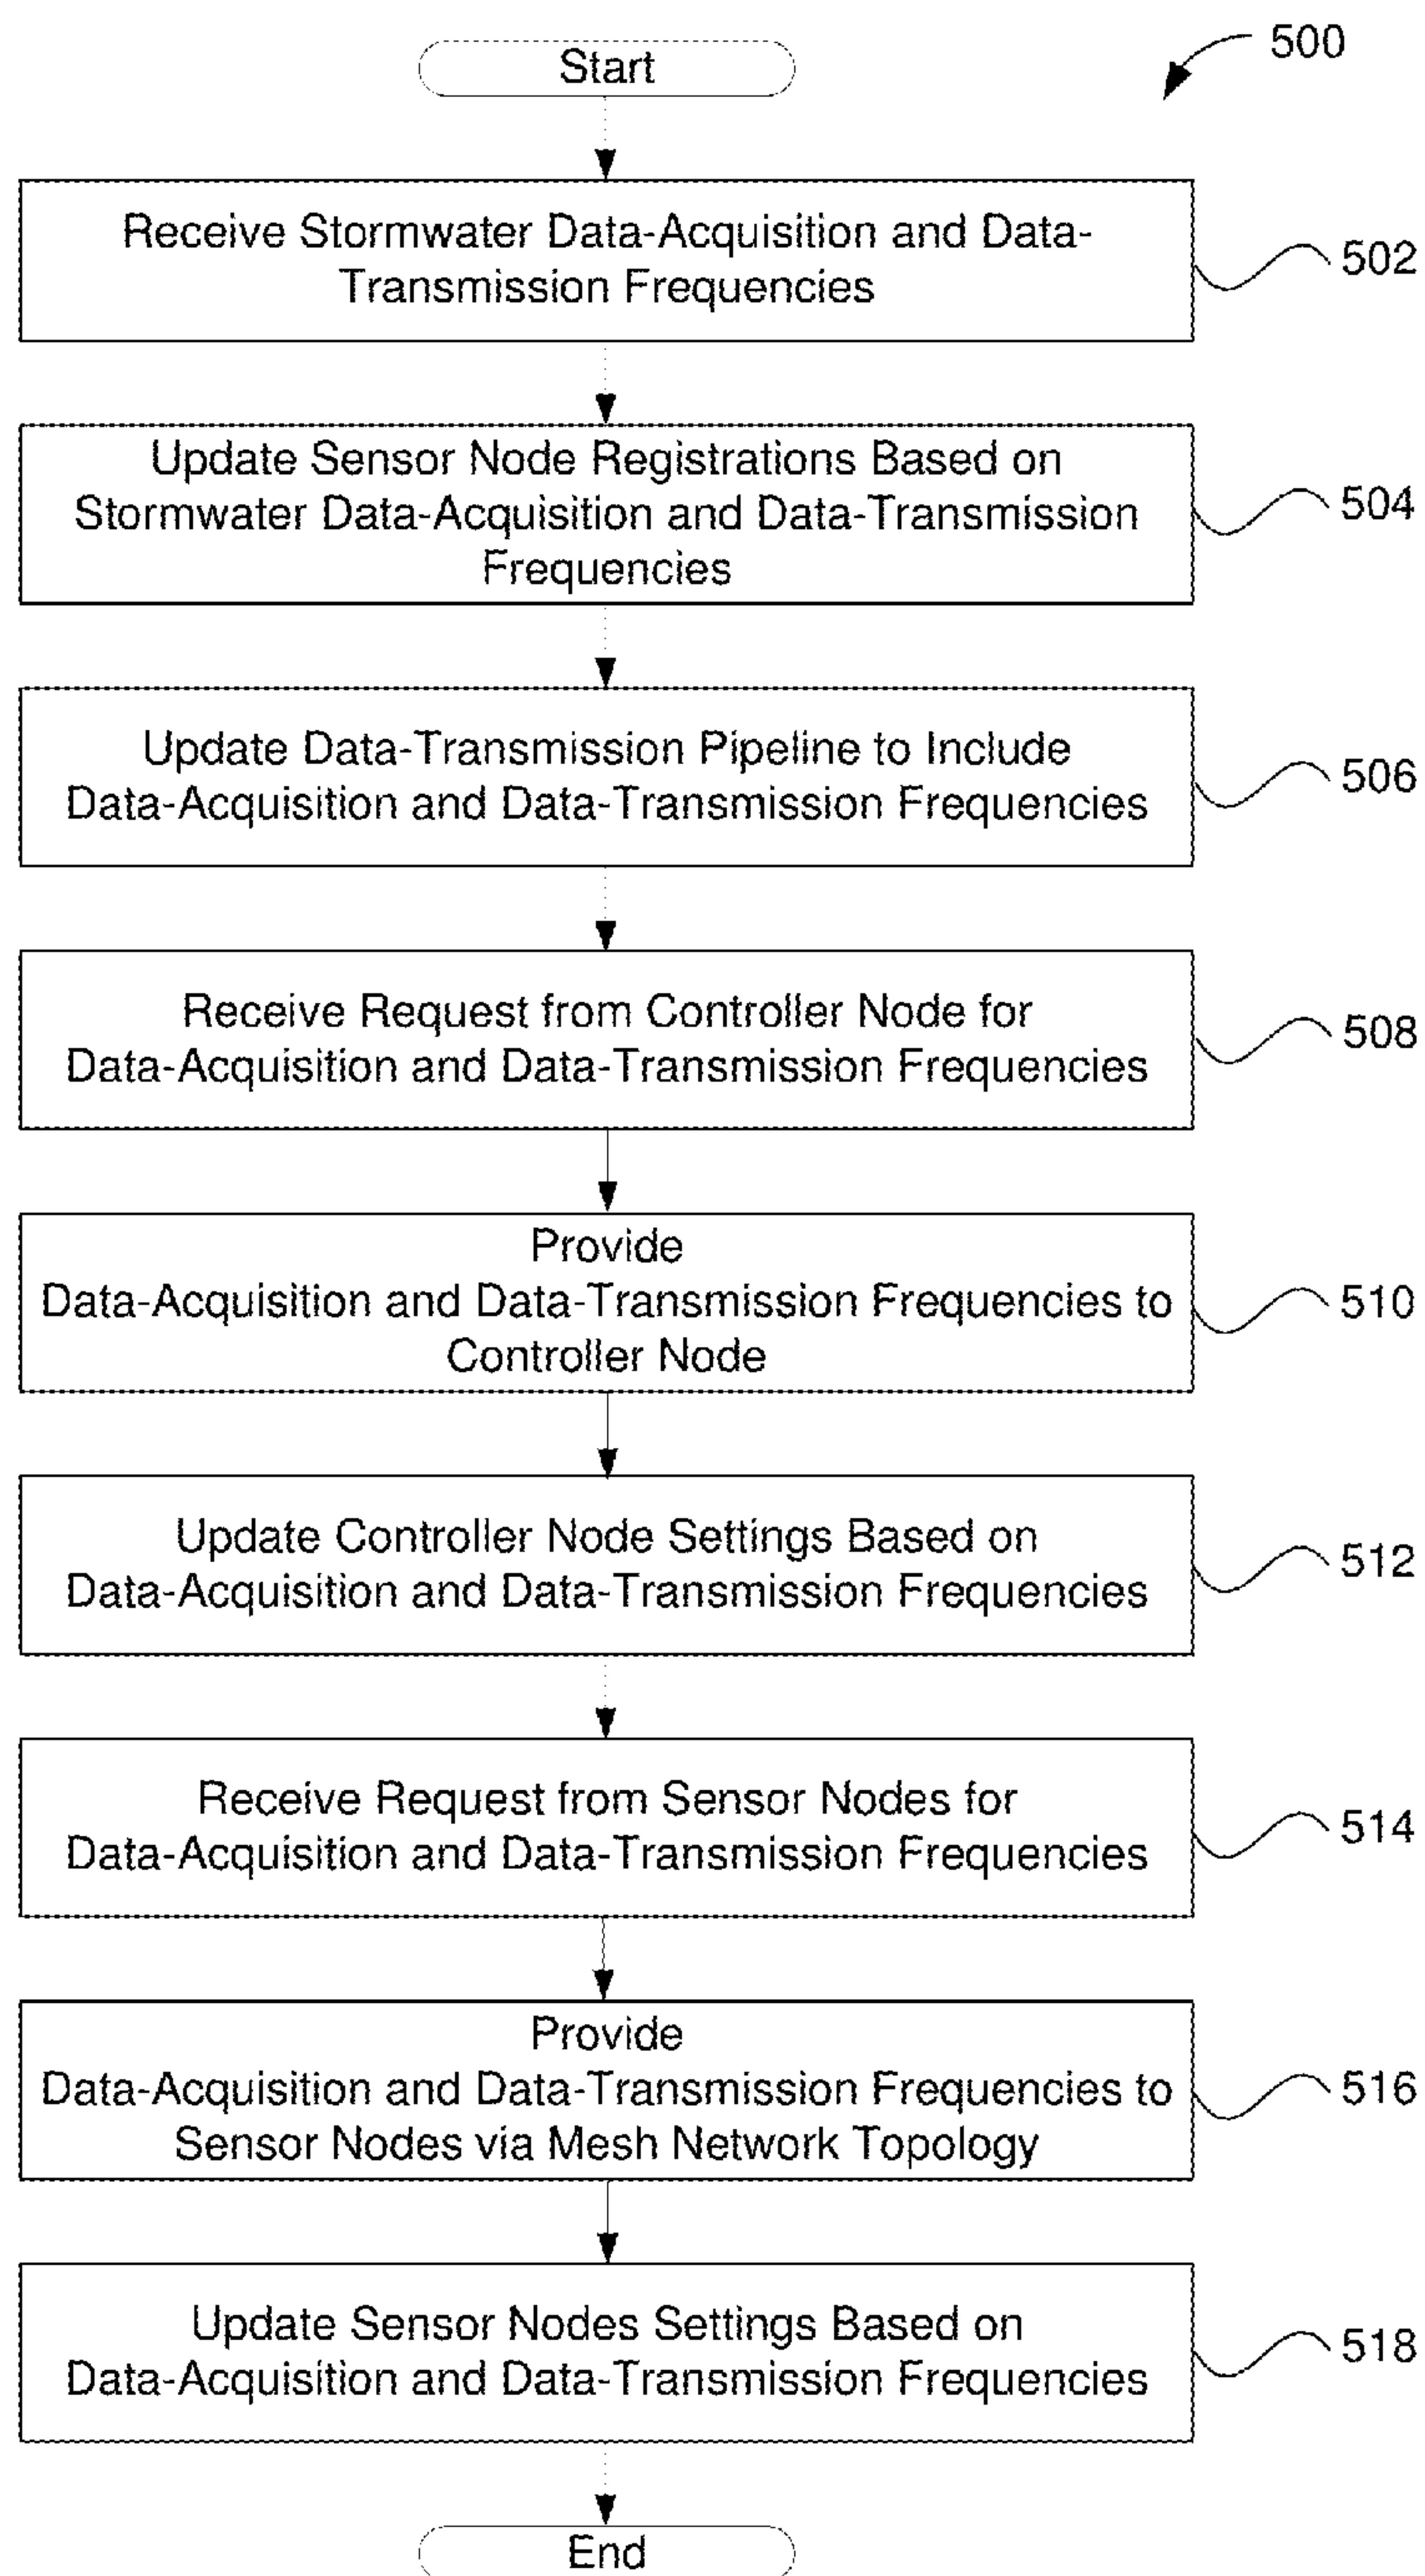 Start
500
Receive Stormwater Data-Acquisition and Data-
Transmission Frequencies
502
Update Sensor Node Registrations Based on
Stormwater Data-Acquisition and Data-Transmission
Frequencies
504
Update Data-Transmission Pipeline to Include
Data-Acquisition and Data-Transmission Frequencies
506
Receive Request from Controller Node for
Data-Acquisition and Data-Transmission Frequencies
508
Provide
Data-Acquisition and Data-Transmission Frequencies to
Controller Node
510
Update Controller Node Settings Based on
Data-Acquisition and Data-Transmission Frequencies
512
Receive Request from Sensor Nodes for
Data-Acquisition and Data-Transmission Frequencies
514
Provide
Data-Acquisition and Data-Transmission Frequencies to
Sensor Nodes via Mesh Network Topology
516
Update Sensor Nodes Settings Based on
Data-Acquisition and Data-Transmission Frequencies
518
End